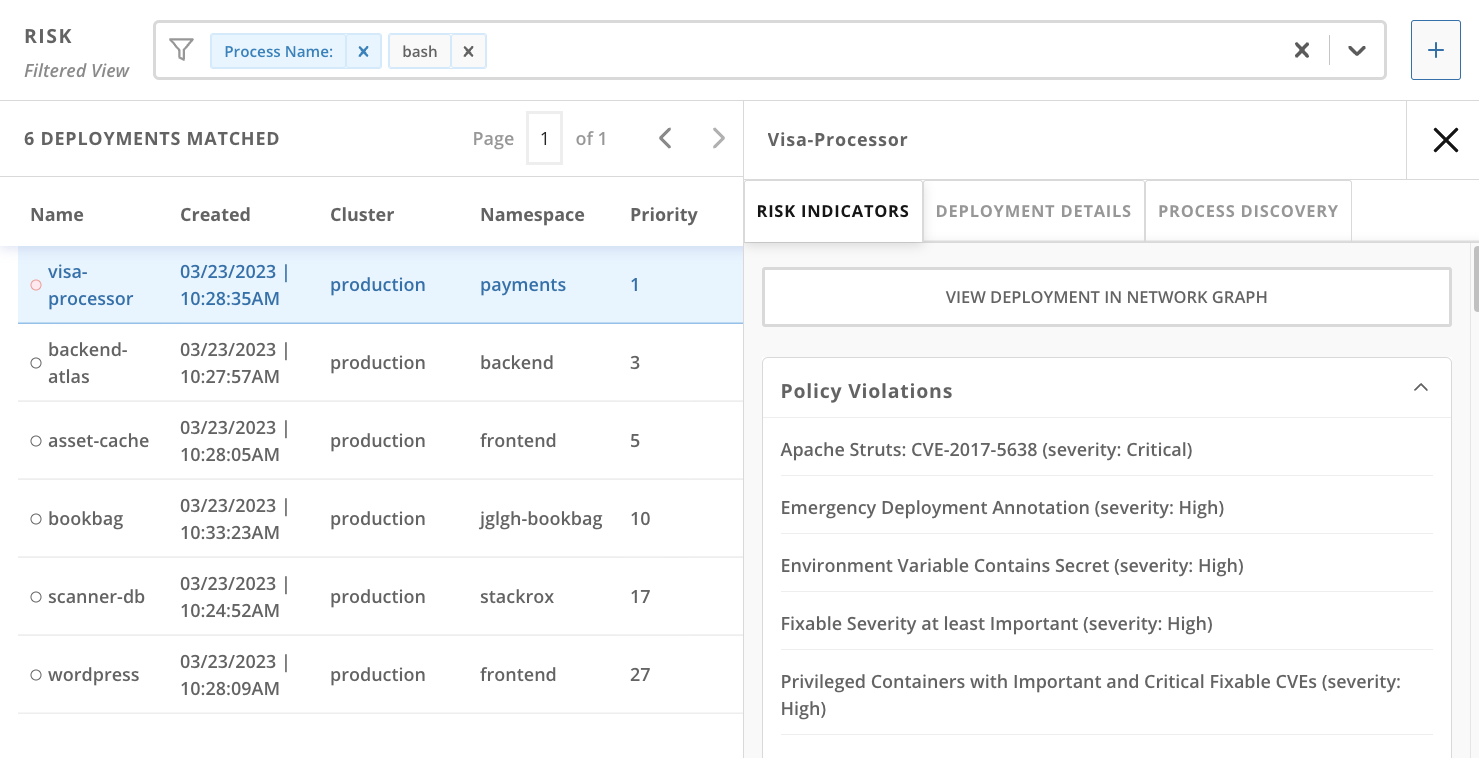 RISK
Filtered View
Process Name:
bash
6 DEPLOYMENTS MATCHED
Page 1 of 1
Name Created Cluster Namespace Priority
visa-
processor
03/23/2023 |
10:28:35AM
production
payments
1
backend-
atlas
03/23/2023 |
10:27:57AM
production
backend
3
asset-cache
03/23/2023 |
10:28:05AM
production
frontend
5
bookbag
03/23/2023 |
10:33:23AM
production
jglgh-bookbag
10
scanner-db
03/23/2023 |
10:24:52AM
production
stackrox
17
wordpress
03/23/2023 |
10:28:09AM
production
frontend
27
Visa-Processor
RISK INDICATORS
DEPLOYMENT DETAILS
PROCESS DISCOVERY
VIEW DEPLOYMENT IN NETWORK GRAPH
Policy Violations
Apache Struts: CVE-2017-5638 (severity: Critical)
Emergency Deployment Annotation (severity: High)
Environment Variable Contains Secret (severity: High)
Fixable Severity at least Important (severity: High)
Privileged Containers with Important and Critical Fixable CVEs (severity:
High)